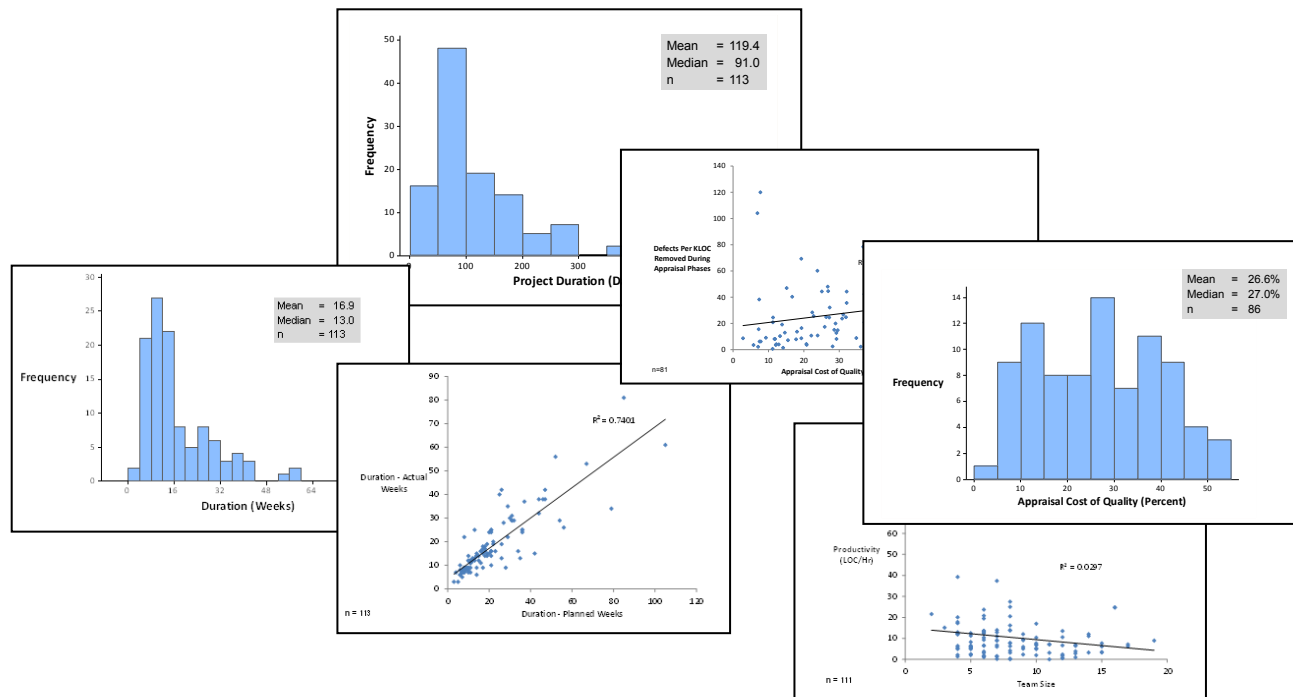 50
40
30
20
10
0
Frequency
Mean = 119.4
Median = 91.0
n = 113
0 100 200 300
Project Duration (D
140
120
100
80
60
40
20
0
Defects Per KLOC
Removed During
Appraisal Phases
R
0 10 20 30
n=81
Appraisal Cost of Quality
30
25
20
15
10
5
0
Frequency
Mean = 16.9
Median = 13.0
n = 113
0 16 32 48 64
Duration (Weeks)
90
80
70
60
50
40
30
20
10
0
Duration - Actual
Weeks
R² = 0.7401
0 20 40 60 80 100 120
n = 113
Duration - Planned Weeks
14
12
10
8
6
4
2
0
Frequency
Mean = 26.6%
Median = 27.0%
n = 86
0 10 20 30 40 50
Appraisal Cost of Quality (Percent)
60
50
40
30
20
10
0
Productivity
(LOC/Hr)
R² = 0.0297
0 5 10 15 20
n = 111
Team Size